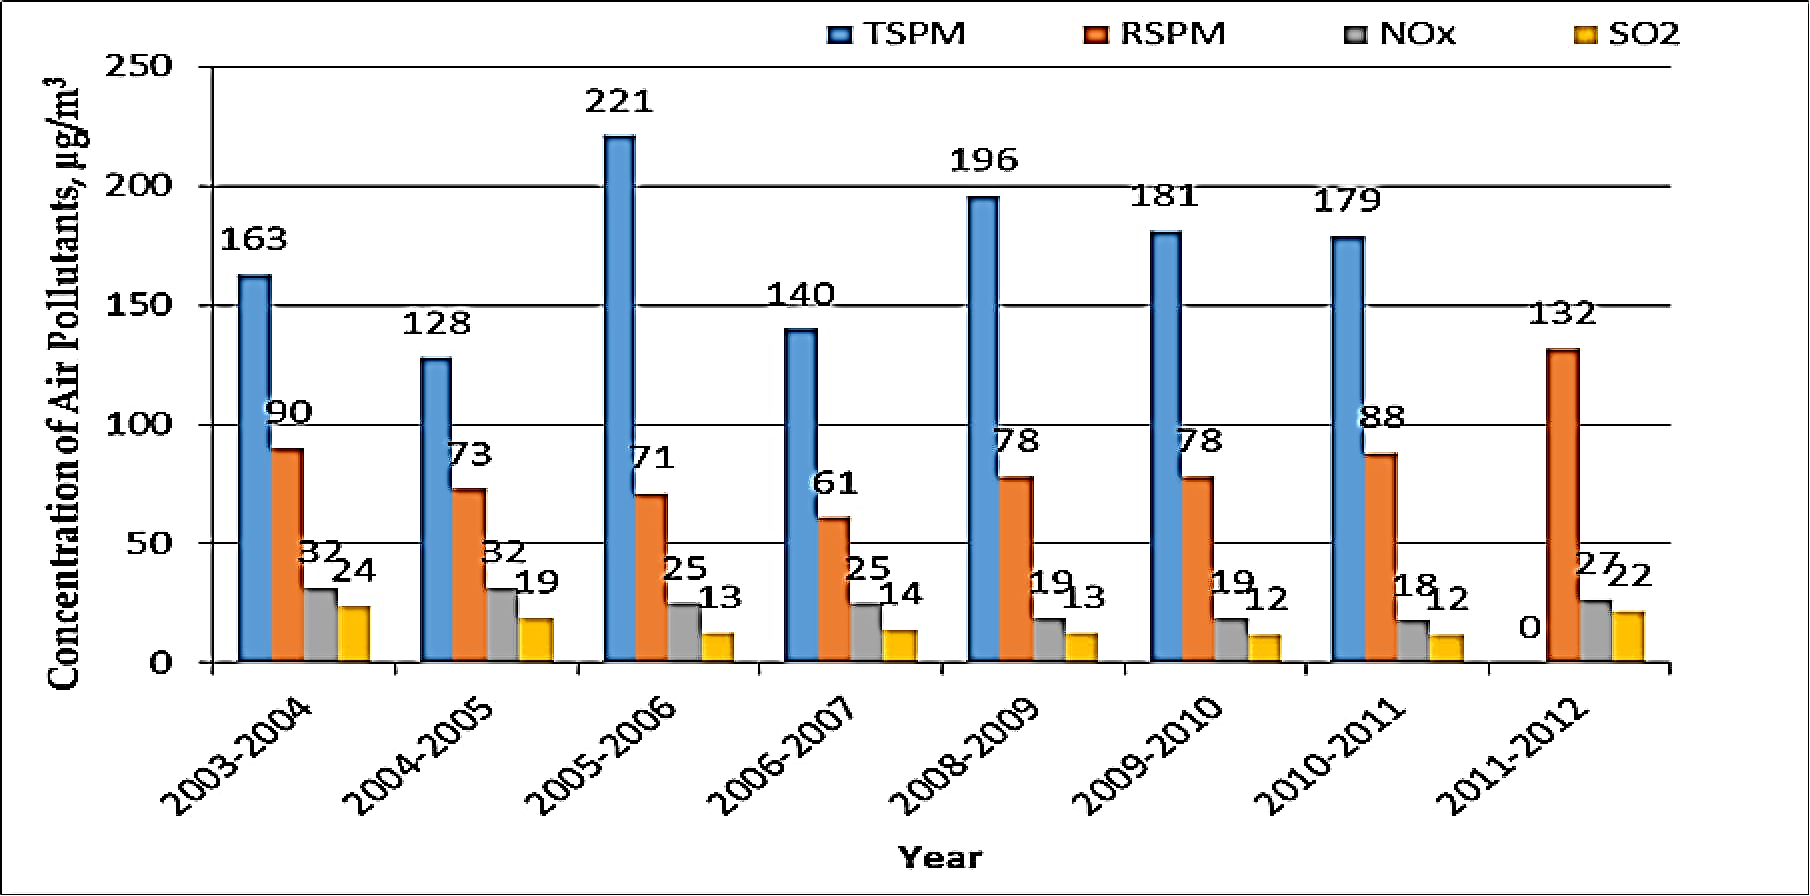 TSPM RSPM NOx SO2
Concentration of Air Pollutants, µg/m³
250
200
150
100
50
0
163 90 32 24
128 73 32 19
221 71 25 13
140 61 25 14
196 78 19 13
181 78 19 12
179 88 18 12
0 132 27 22
2003-2004 2004-2005 2005-2006 2006-2007 2008-2009 2009-2010 2010-2011 2011-2012
Year